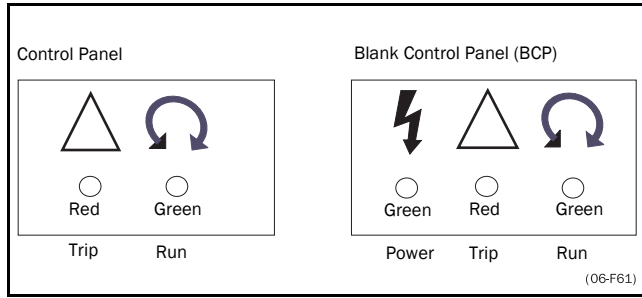 Control Panel
Red Green
Trip Run
Blank Control Panel (BCP)
Green Red Green
Power Trip Run
(06-F61)